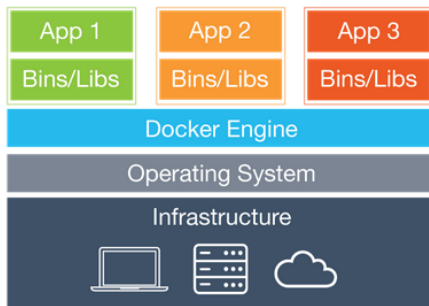 App 1
App 2
App 3
Bins/Libs
Bins/Libs
Bins/Libs
Docker Engine
Operating System
Infrastructure